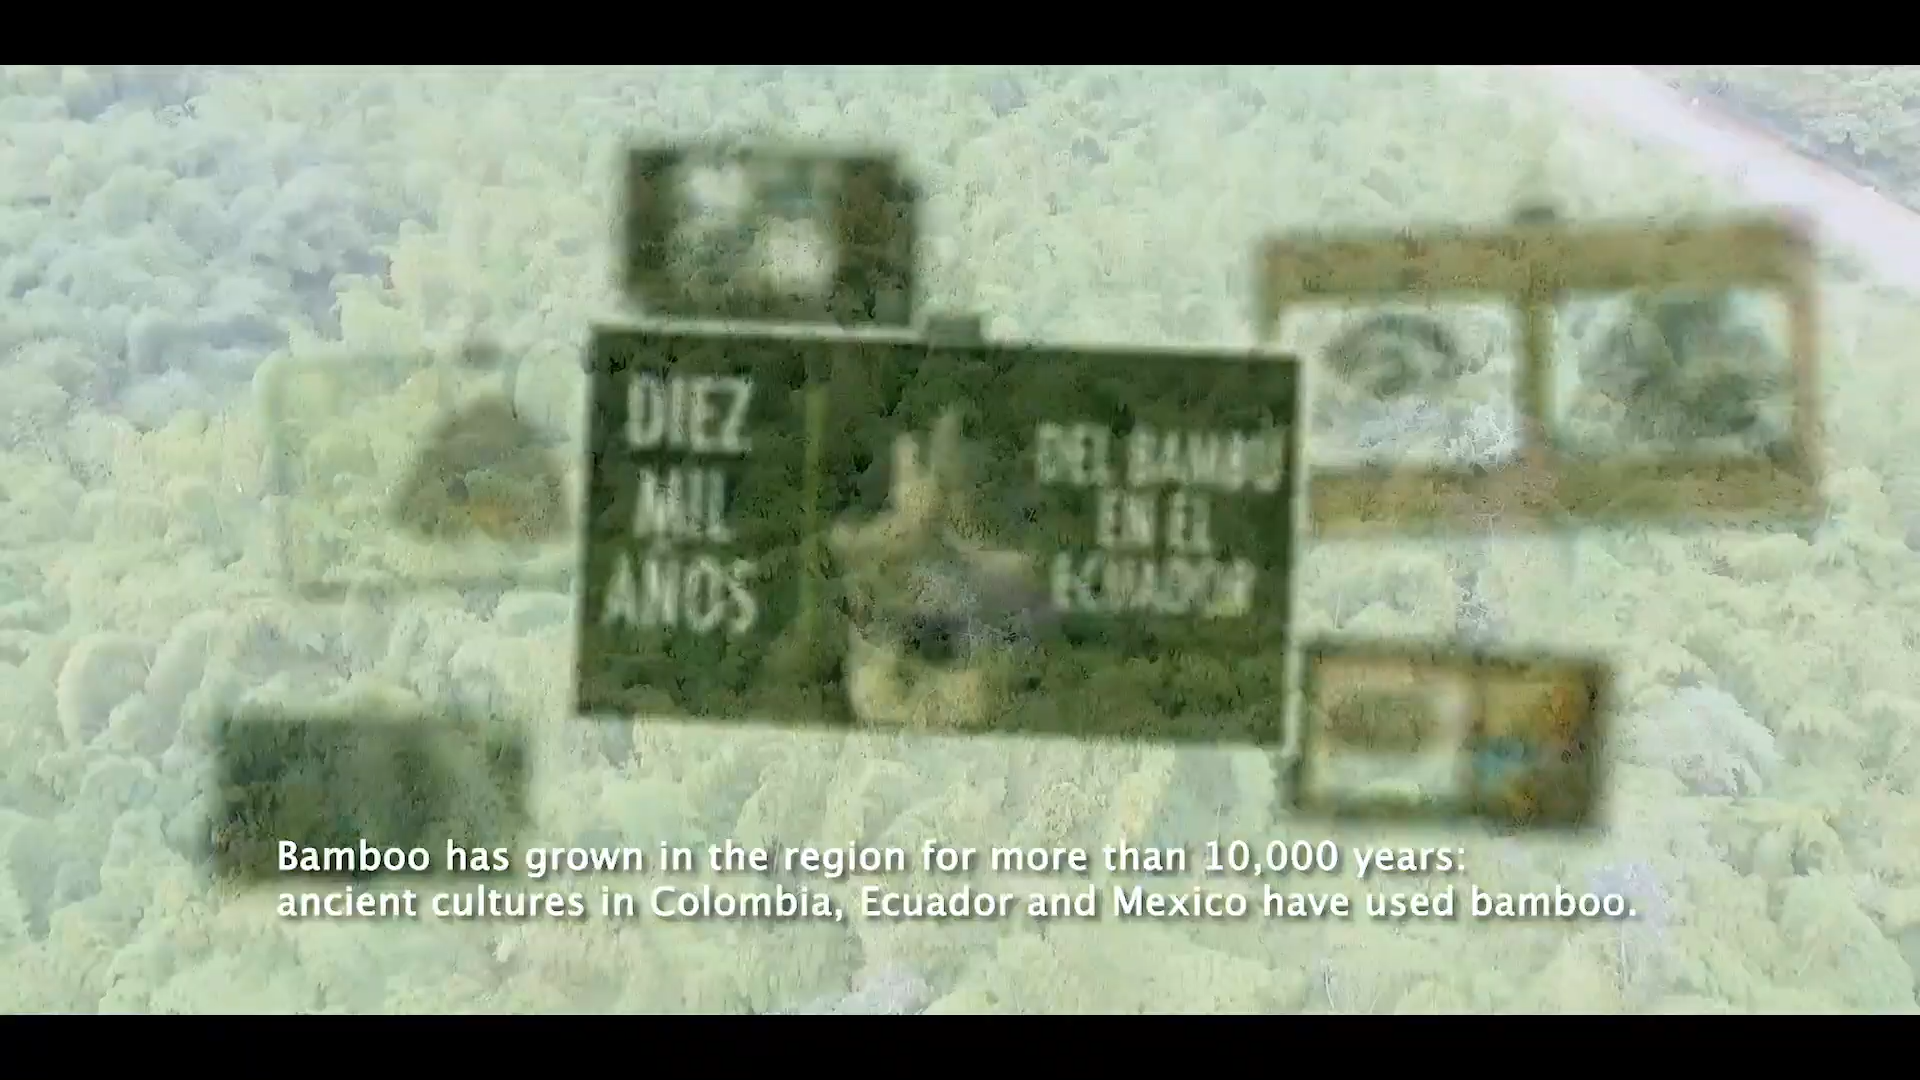 DIEZ
MIL
AÑOS
DEL BAMBÚ
EN EL
ECUADOR
Bamboo has grown in the region for more than 10,000 years:
ancient cultures in Colombia, Ecuador and Mexico have used bamboo.